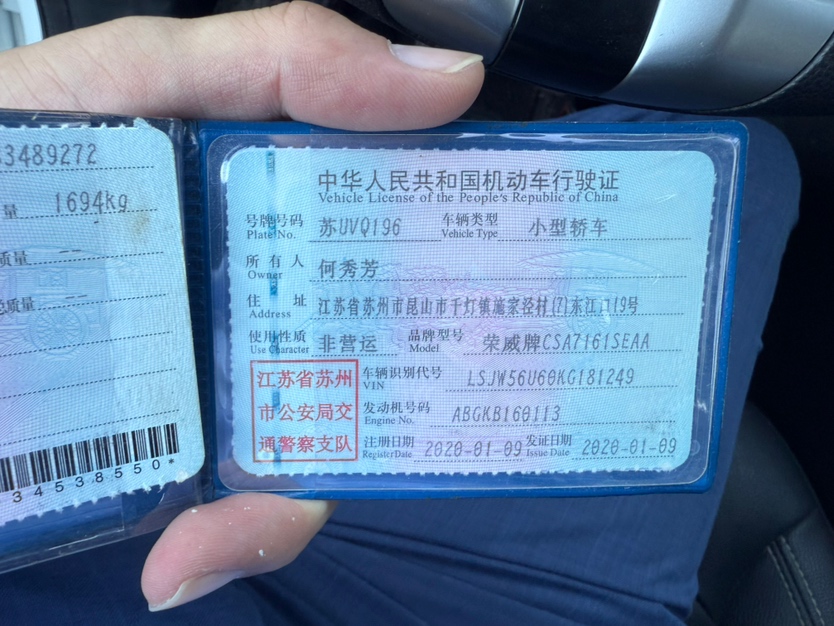 3489272
量 1694kg
质量 --
质量 --
34538550*
中华人民共和国机动车行驶证
Vehicle License of the People's Republic of China
号牌号码 苏UVQ196 车辆类型 小型轿车
Plate No. Vehicle Type
所有人 何秀芳
Owner
住址 江苏省苏州市昆山市千灯镇施家泾村(7)东江口19号
Address
使用性质 非营运 品牌型号 荣威牌CSA7161SEAA
Use Character Model
江苏省苏州 车辆识别代号 LSJW56U60KG181249
VIN
市公安局交 发动机号码 ABGKB160113
Engine No.
通警察支队 注册日期 2020-01-09 发证日期 2020-01-09
Register Date Issue Date